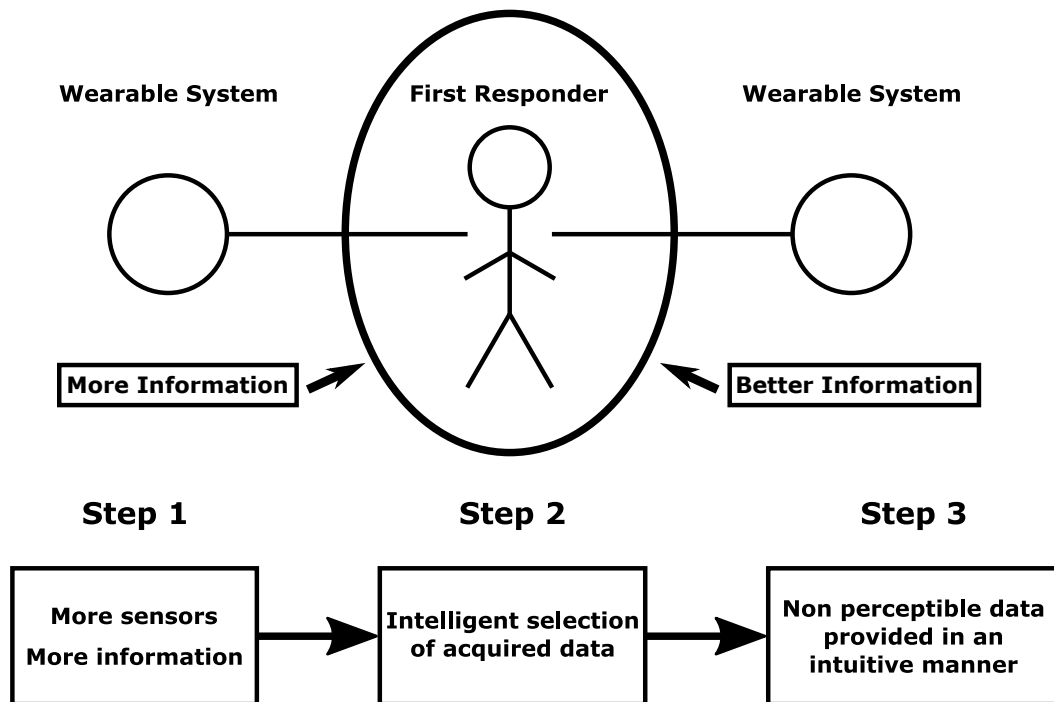 Wearable System
First Responder
Wearable System
More Information
Better Information
Step 1
Step 2
Step 3
More sensors
More information
Intelligent selection
of acquired data
Non perceptible data
provided in an
intuitive manner